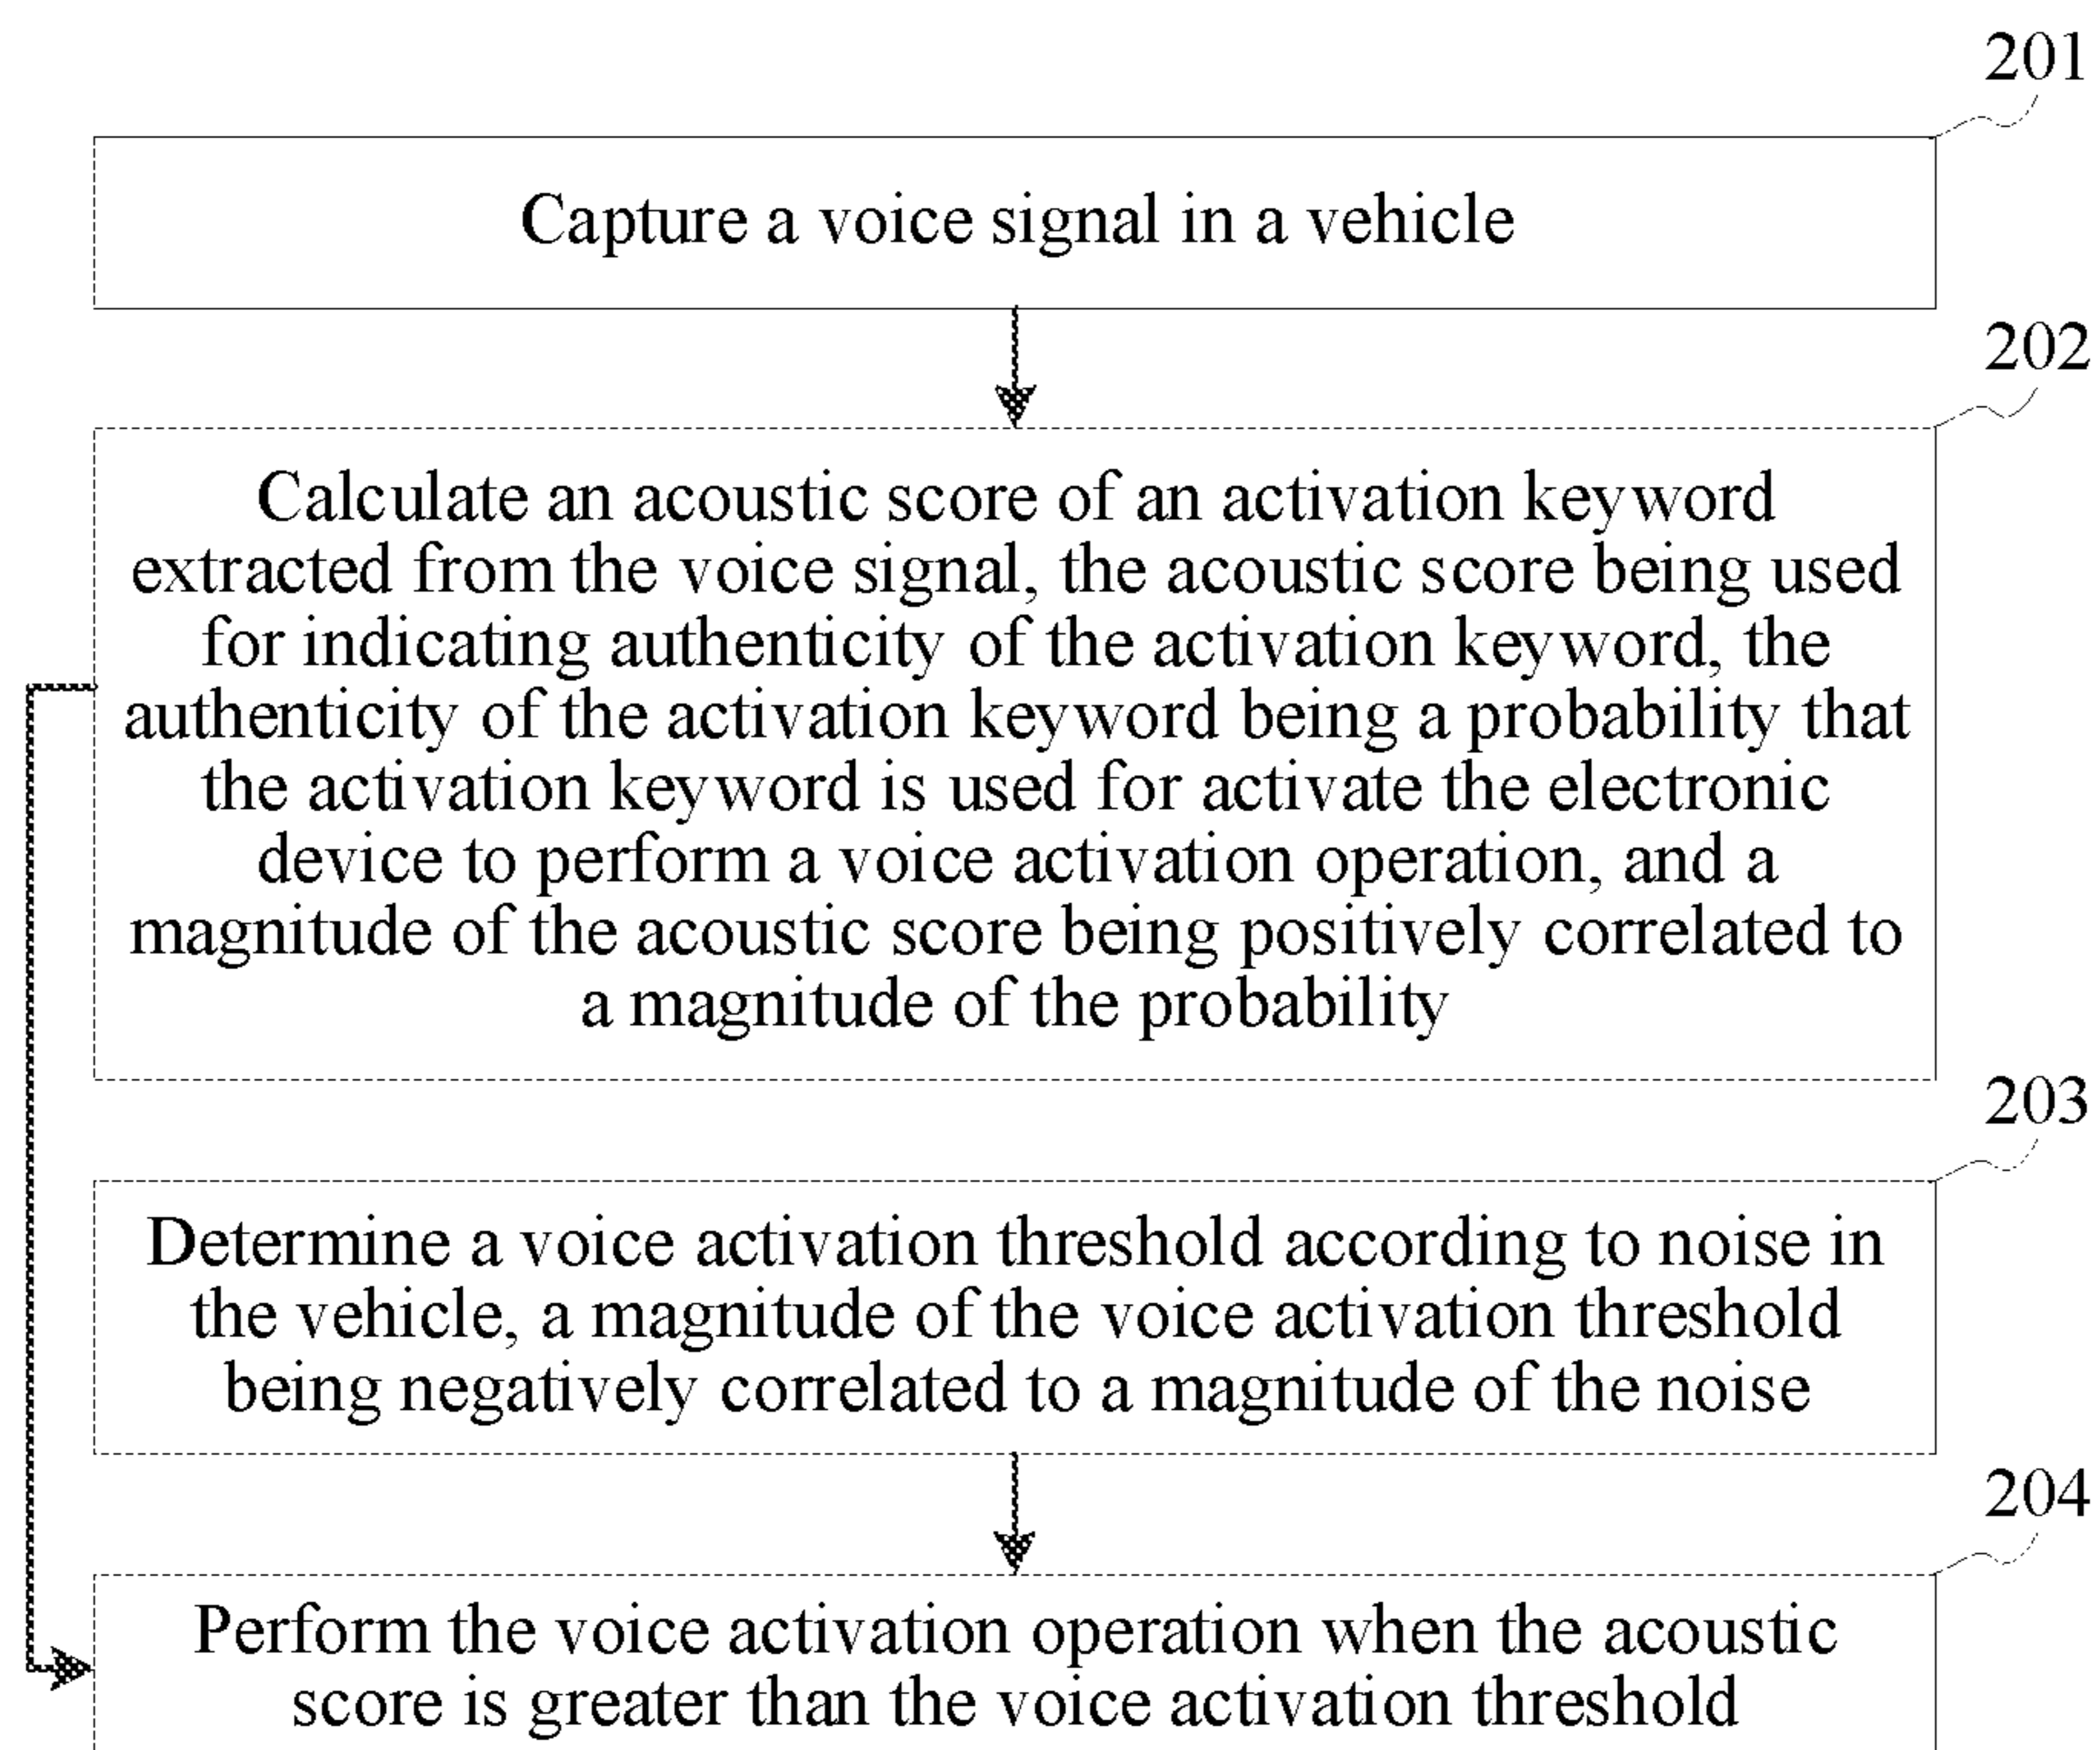 201
Capture a voice signal in a vehicle
202
Calculate an acoustic score of an activation keyword
extracted from the voice signal, the acoustic score being used
for indicating authenticity of the activation keyword, the
authenticity of the activation keyword being a probability that
the activation keyword is used for activate the electronic
device to perform a voice activation operation, and a
magnitude of the acoustic score being positively correlated to
a magnitude of the probability
203
Determine a voice activation threshold according to noise in
the vehicle, a magnitude of the voice activation threshold
being negatively correlated to a magnitude of the noise
204
Perform the voice activation operation when the acoustic
score is greater than the voice activation threshold